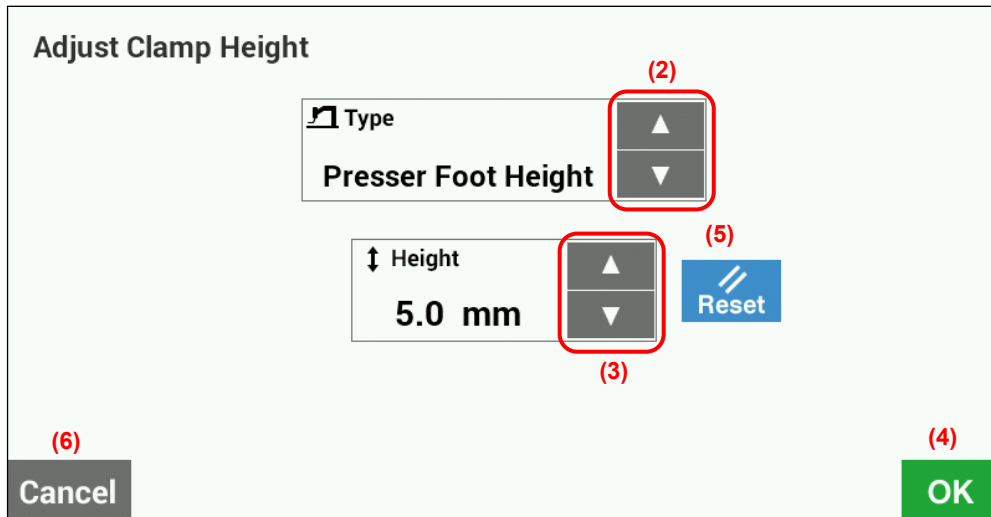 Adjust Clamp Height
(2)
Type
Presser Foot Height
(5)
Height
5.0 mm
Reset
(3)
(6)
(4)
Cancel
OK